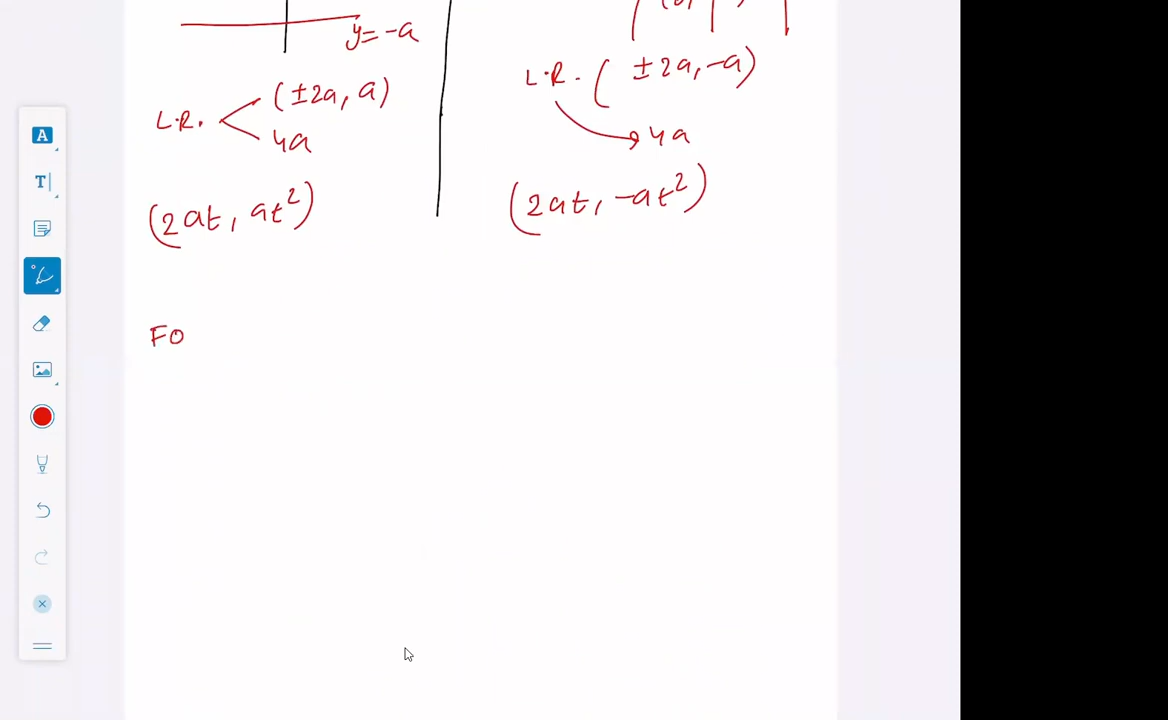 y=-a
L.R. (±2a, a)
4a
(2at, at²)
L.R. (±2a, -a)
4a
(2at, -at²)
FO
A
T